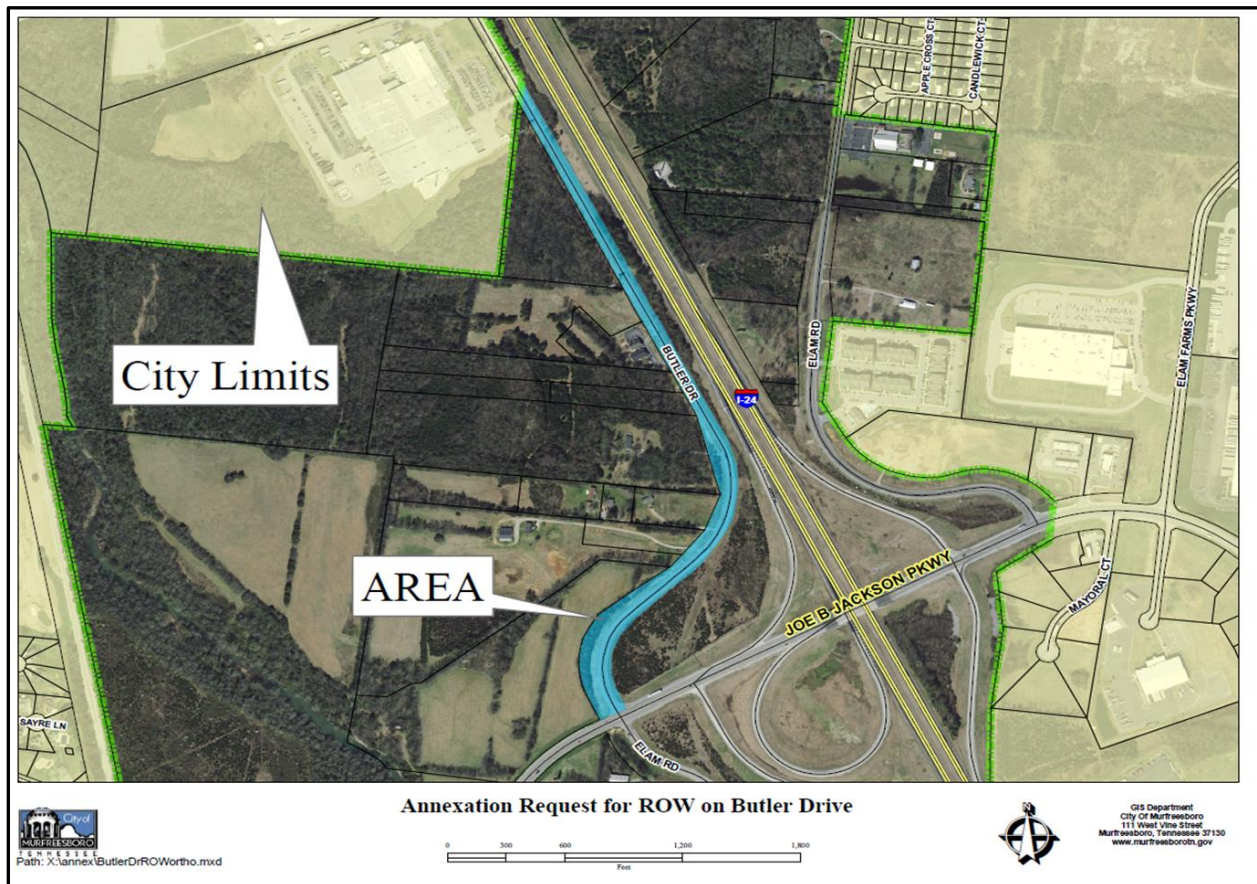 APPLE CROSS CT
CANDLEWICK CT
ELAM FARMS PKWY
ELAM RD
City Limits
BUTLER DR
I-24
AREA
JOE B JACKSON PKWY
MAYORAL CT
SAYRE LN
ELAM RD
Annexation Request for ROW on Butler Drive
City of
MURFREESBORO
TENNESSEE
Path: X:\annex\ButlerDrROWortho.mxd
0 300 600 1,200 1,800
Feet
N
GIS Department
City Of Murfreesboro
111 West Vine Street
Murfreesboro, Tennessee 37130
www.murfreesborotn.gov